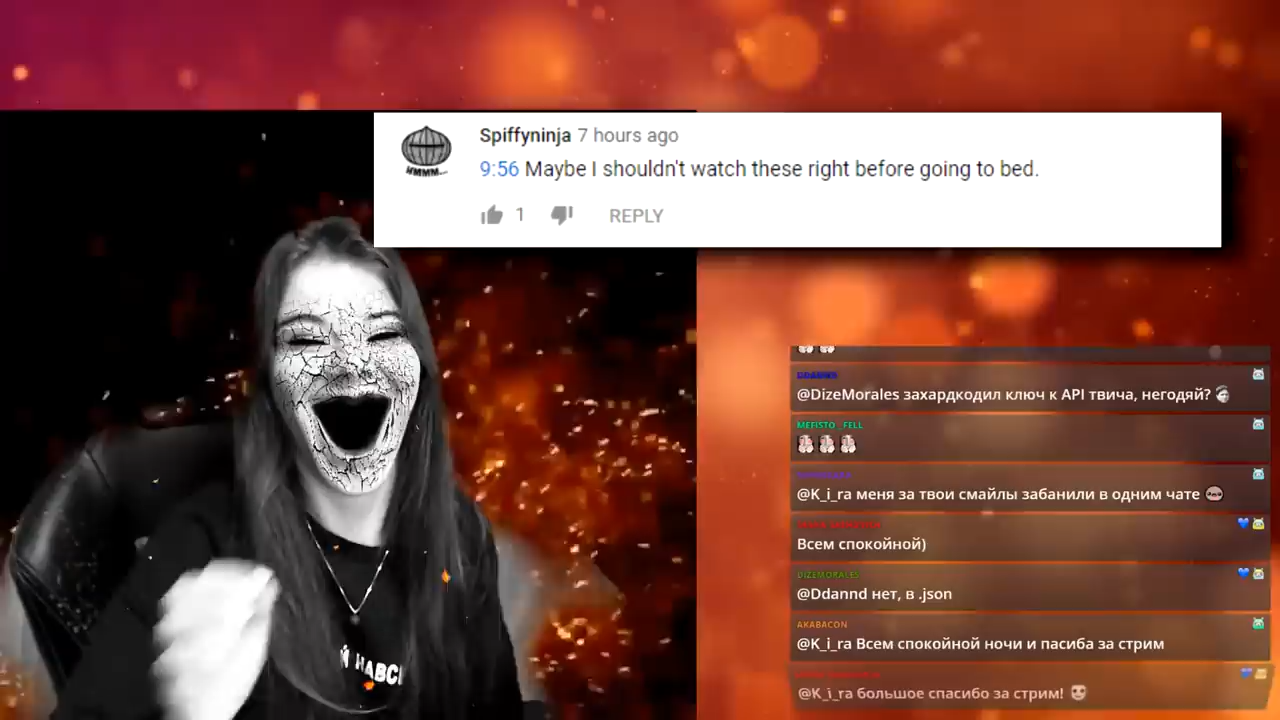 Spiffyninja 7 hours ago
9:56 Maybe I shouldn't watch these right before going to bed.
HMMM...
1
REPLY
@DizeMorales захардкодил ключ к API твича, негодяй?
MEFISTO_FELL
@K_i_ra меня за твои смайлы забанили в одним чате
Всем спокойной)
DIZEMORALES
@Ddannd нет, в .json
AKABACON
@K_i_ra Всем спокойной ночи и пасиба за стрим
@K_i_ra большое спасибо за стрим!
Й НАВС